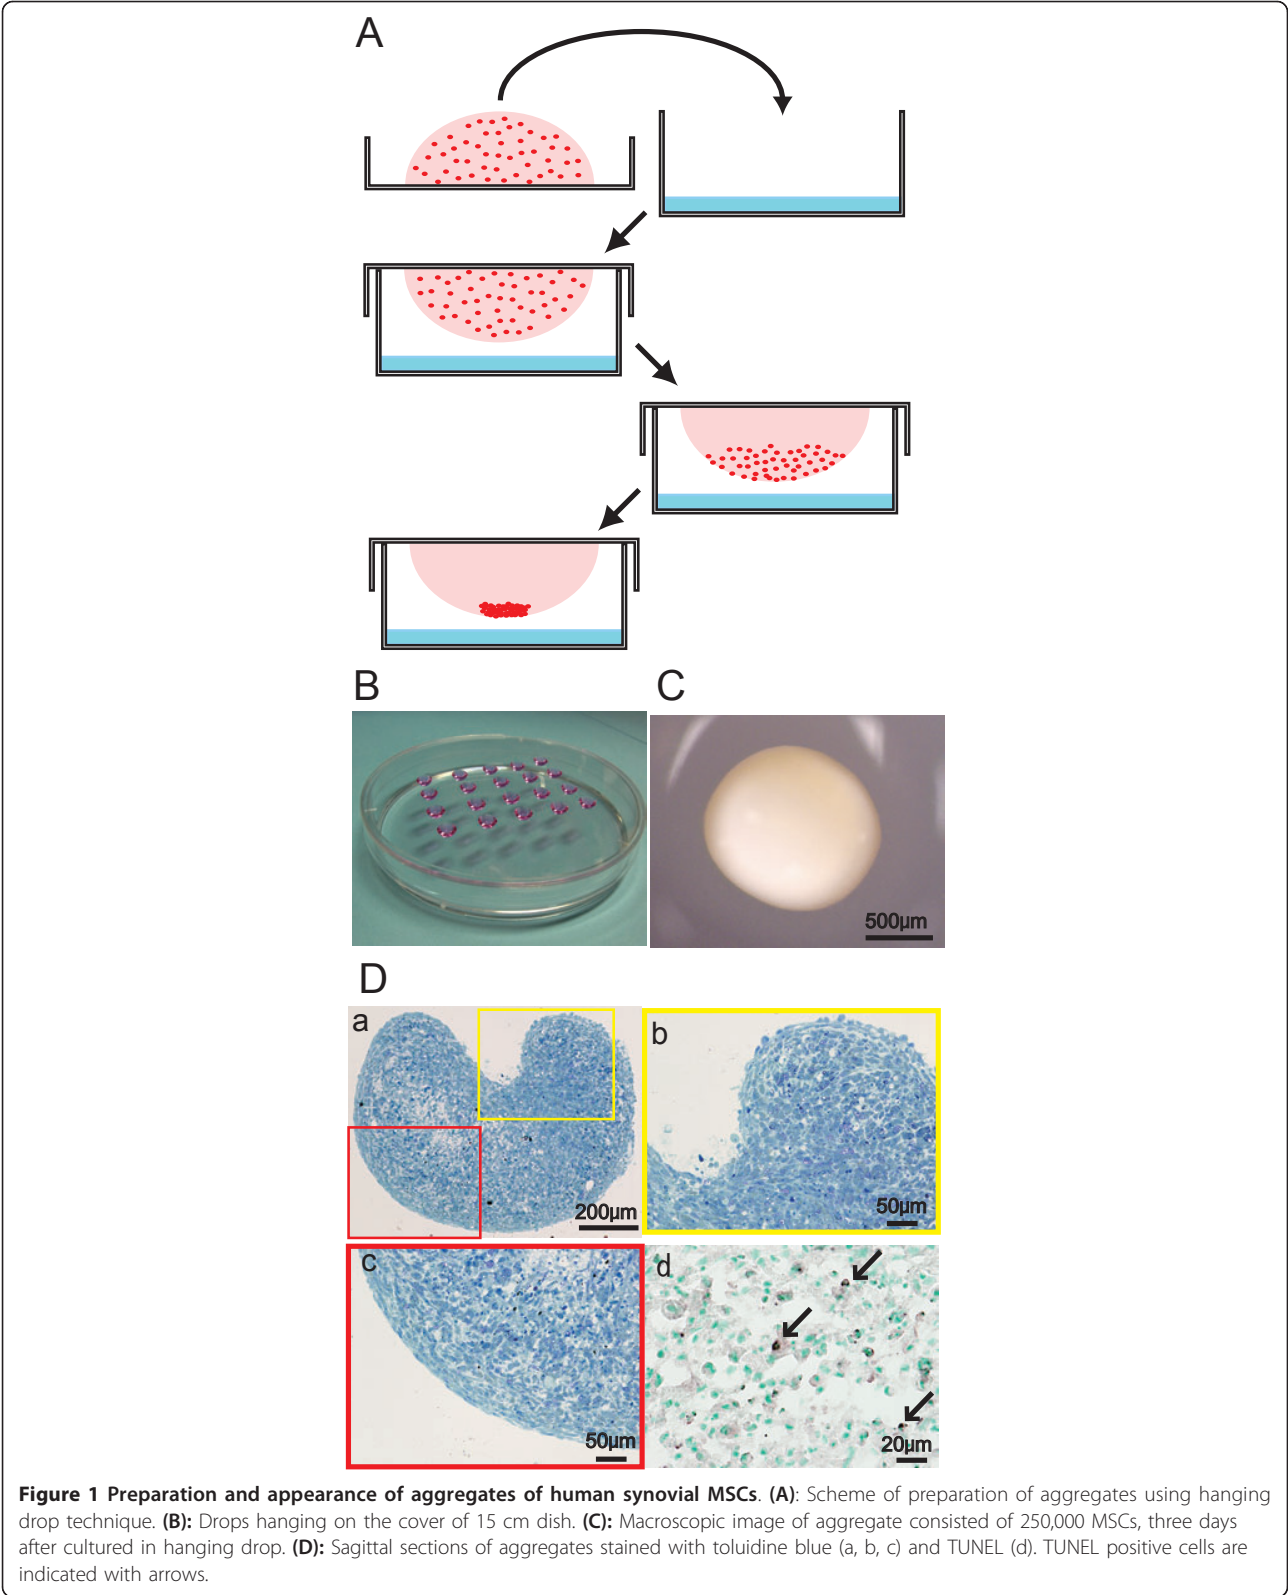 A
B
C
500µm
D
a
200µm
b
50µm
c
50µm
d
20µm
Figure 1 Preparation and appearance of aggregates of human synovial MSCs. (A): Scheme of preparation of aggregates using hanging
drop technique. (B): Drops hanging on the cover of 15 cm dish. (C): Macroscopic image of aggregate consisted of 250,000 MSCs, three days
after cultured in hanging drop. (D): Sagittal sections of aggregates stained with toluidine blue (a, b, c) and TUNEL (d). TUNEL positive cells are
indicated with arrows.